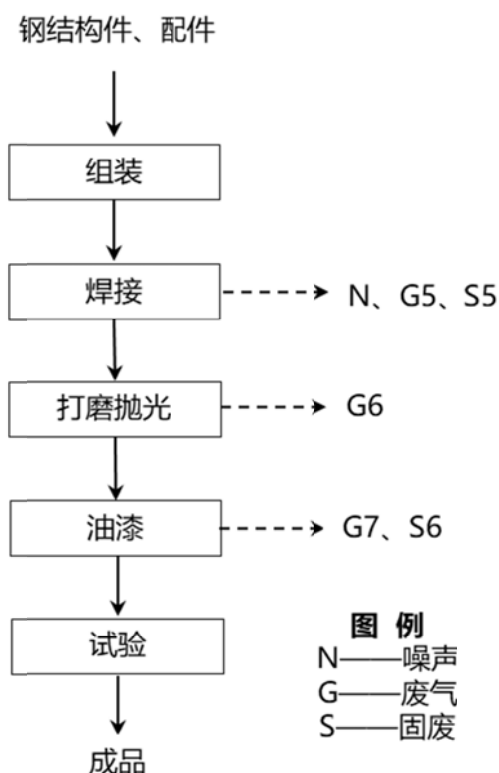 钢结构件、配件
组装
焊接
N、G5、S5
打磨抛光
G6
油漆
G7、S6
试验
成品
图 例
N——噪声
G——废气
S——固废